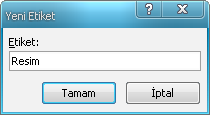 Yeni Etiket
Etiket:
Resim
Tamam İptal